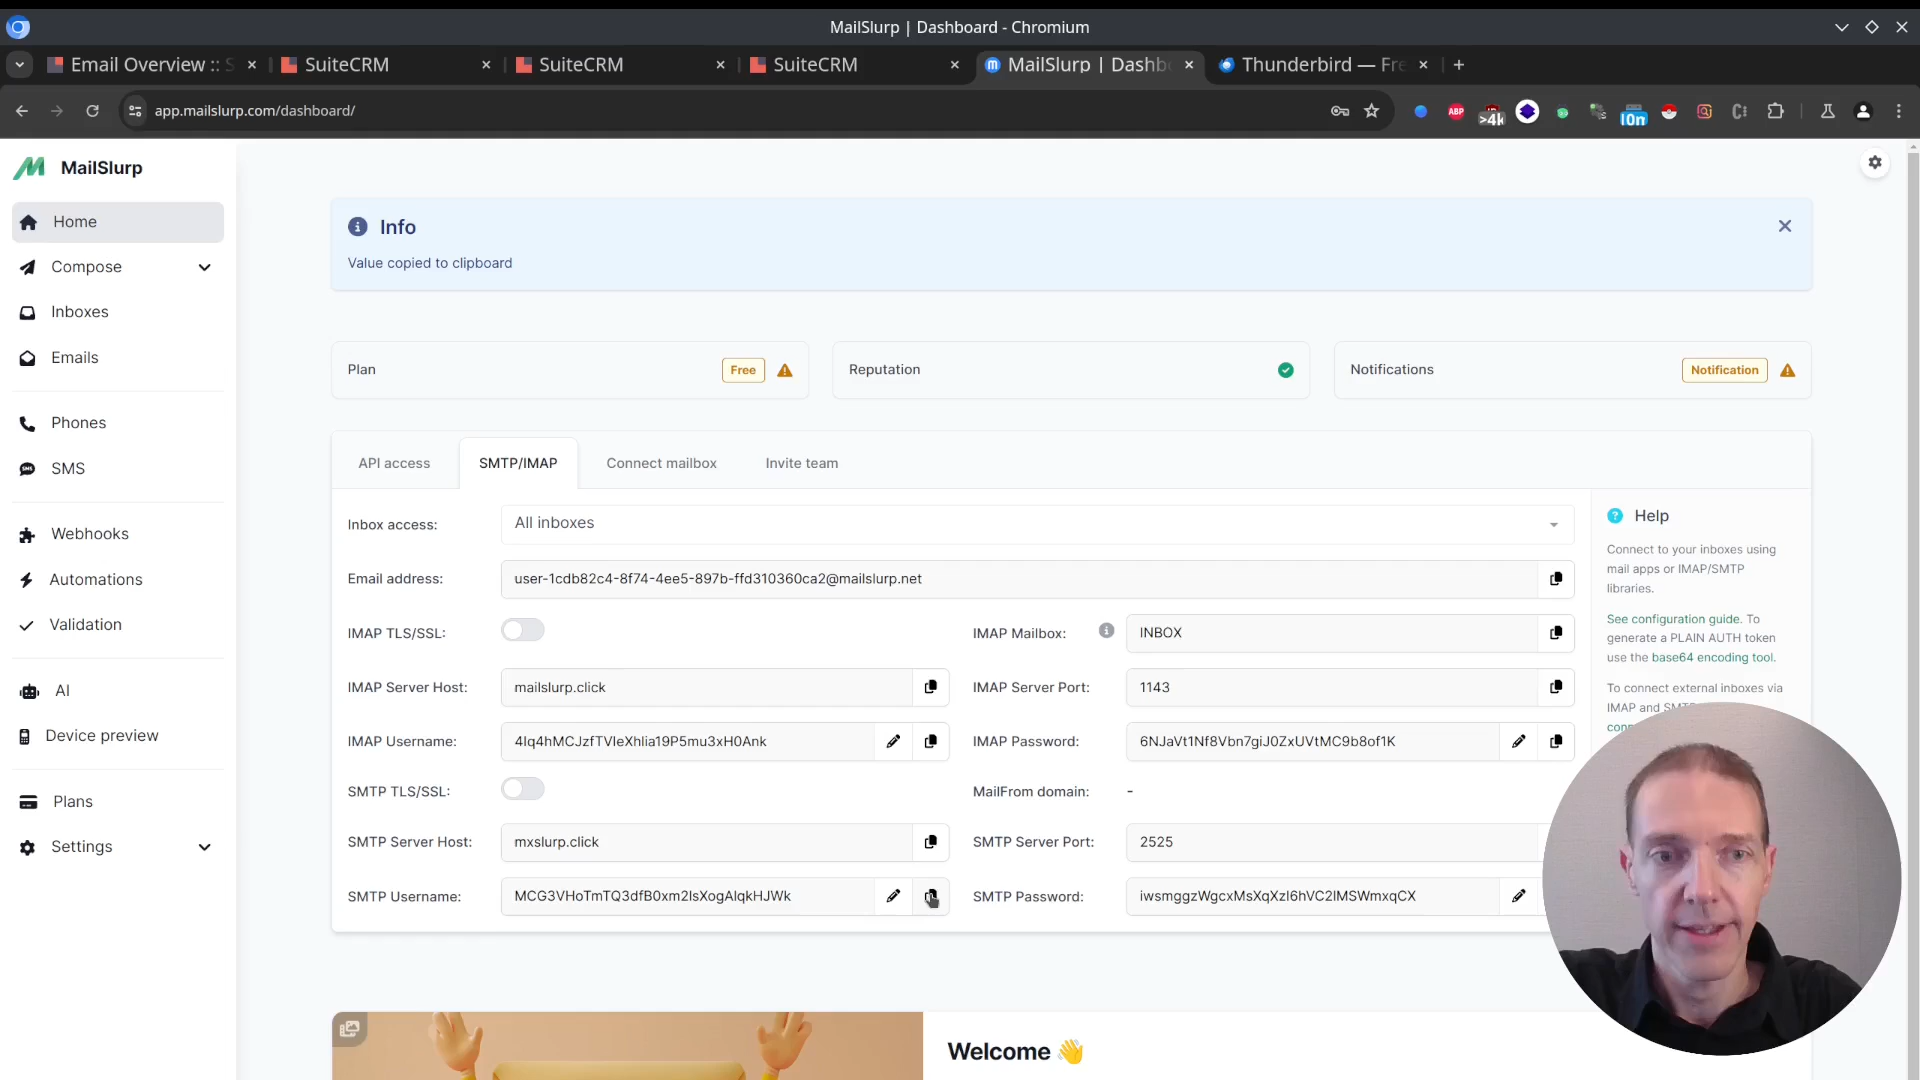 MailSlurp | Dashboard - Chromium
Email Overview :: S
SuiteCRM
SuiteCRM
SuiteCRM
MailSlurp | Dashbo
Thunderbird — Fre
app.mailslurp.com/dashboard/
ABP
>4k
10m
MailSlurp
Home
Compose
Inboxes
Emails
Phones
SMS
Webhooks
Automations
Validation
AI
Device preview
Plans
Settings
Info
Value copied to clipboard
Plan
Free
Reputation
Notifications
Notification
API access
SMTP/IMAP
Connect mailbox
Invite team
Inbox access:
All inboxes
Email address:
user-1cdb82c4-8f74-4ee5-897b-ffd310360ca2@mailslurp.net
IMAP TLS/SSL:
IMAP Mailbox:
INBOX
IMAP Server Host:
mailslurp.click
IMAP Server Port:
1143
IMAP Username:
IMAP Password:
SMTP TLS/SSL:
MailFrom domain:
-
SMTP Server Host:
mxslurp.click
SMTP Server Port:
2525
SMTP Username:
SMTP Password:
Help
Connect to your inboxes using
mail apps or IMAP/SMTP
libraries.
See configuration guide. To
generate a PLAIN AUTH token
use the base64 encoding tool.
To connect external inboxes via
IMAP and
Welcome 👋